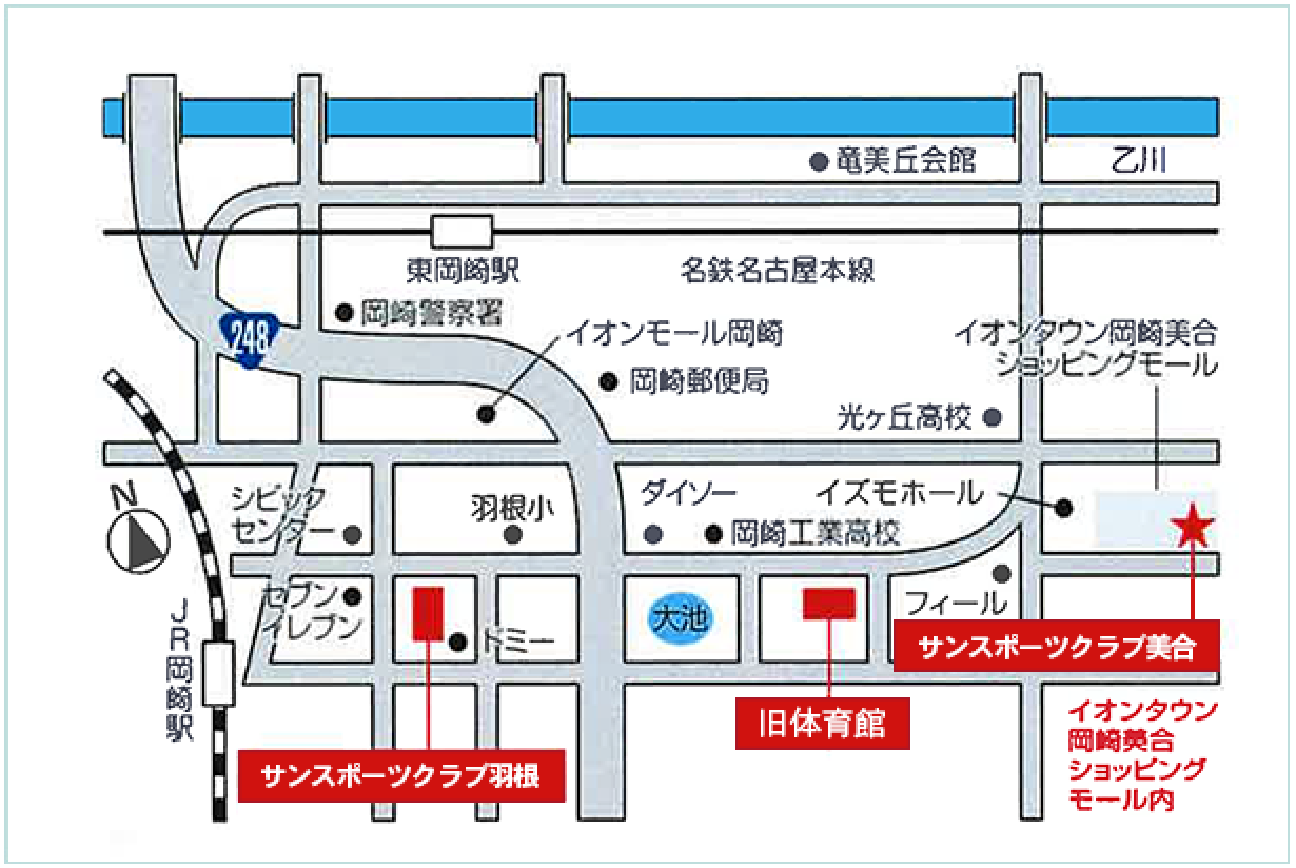 竜美丘会館
乙川
東岡崎駅
名鉄名古屋本線
岡崎警察署
248
イオンモール岡崎
イオンタウン岡崎美合
ショッピングモール
岡崎郵便局
光ヶ丘高校
N
シビック
センター
羽根小
ダイソー
イズモホール
岡崎工業高校
セブン
イレブン
ドミー
大池
フィール
JR岡崎駅
サンスポーツクラブ美合
旧体育館
サンスポーツクラブ羽根
イオンタウン
岡崎美合
ショッピング
モール内